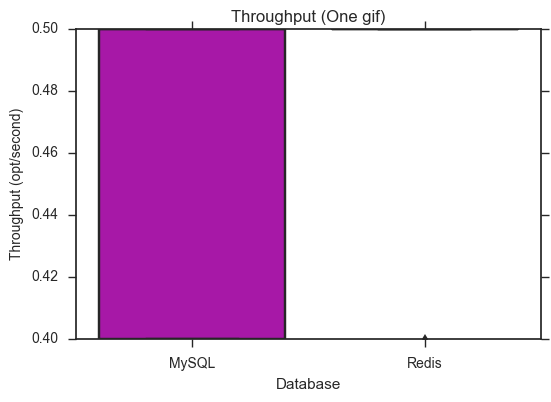 Throughput (One gif)
Throughput (opt/second)
0.50
0.48
0.46
0.44
0.42
0.40
MySQL Redis
Database